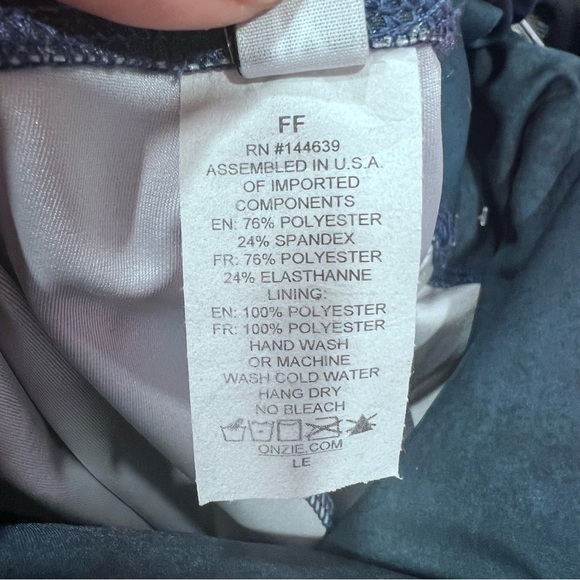 FF
RN #144639
ASSEMBLED IN U.S.A.
OF IMPORTED
COMPONENTS
EN: 76% POLYESTER
24% SPANDEX
FR: 76% POLYESTER
24% ELASTHANNE
LINING:
EN: 100% POLYESTER
FR: 100% POLYESTER
HAND WASH
OR MACHINE
WASH COLD WATER
HANG DRY
NO BLEACH
ONZIE.COM
LE